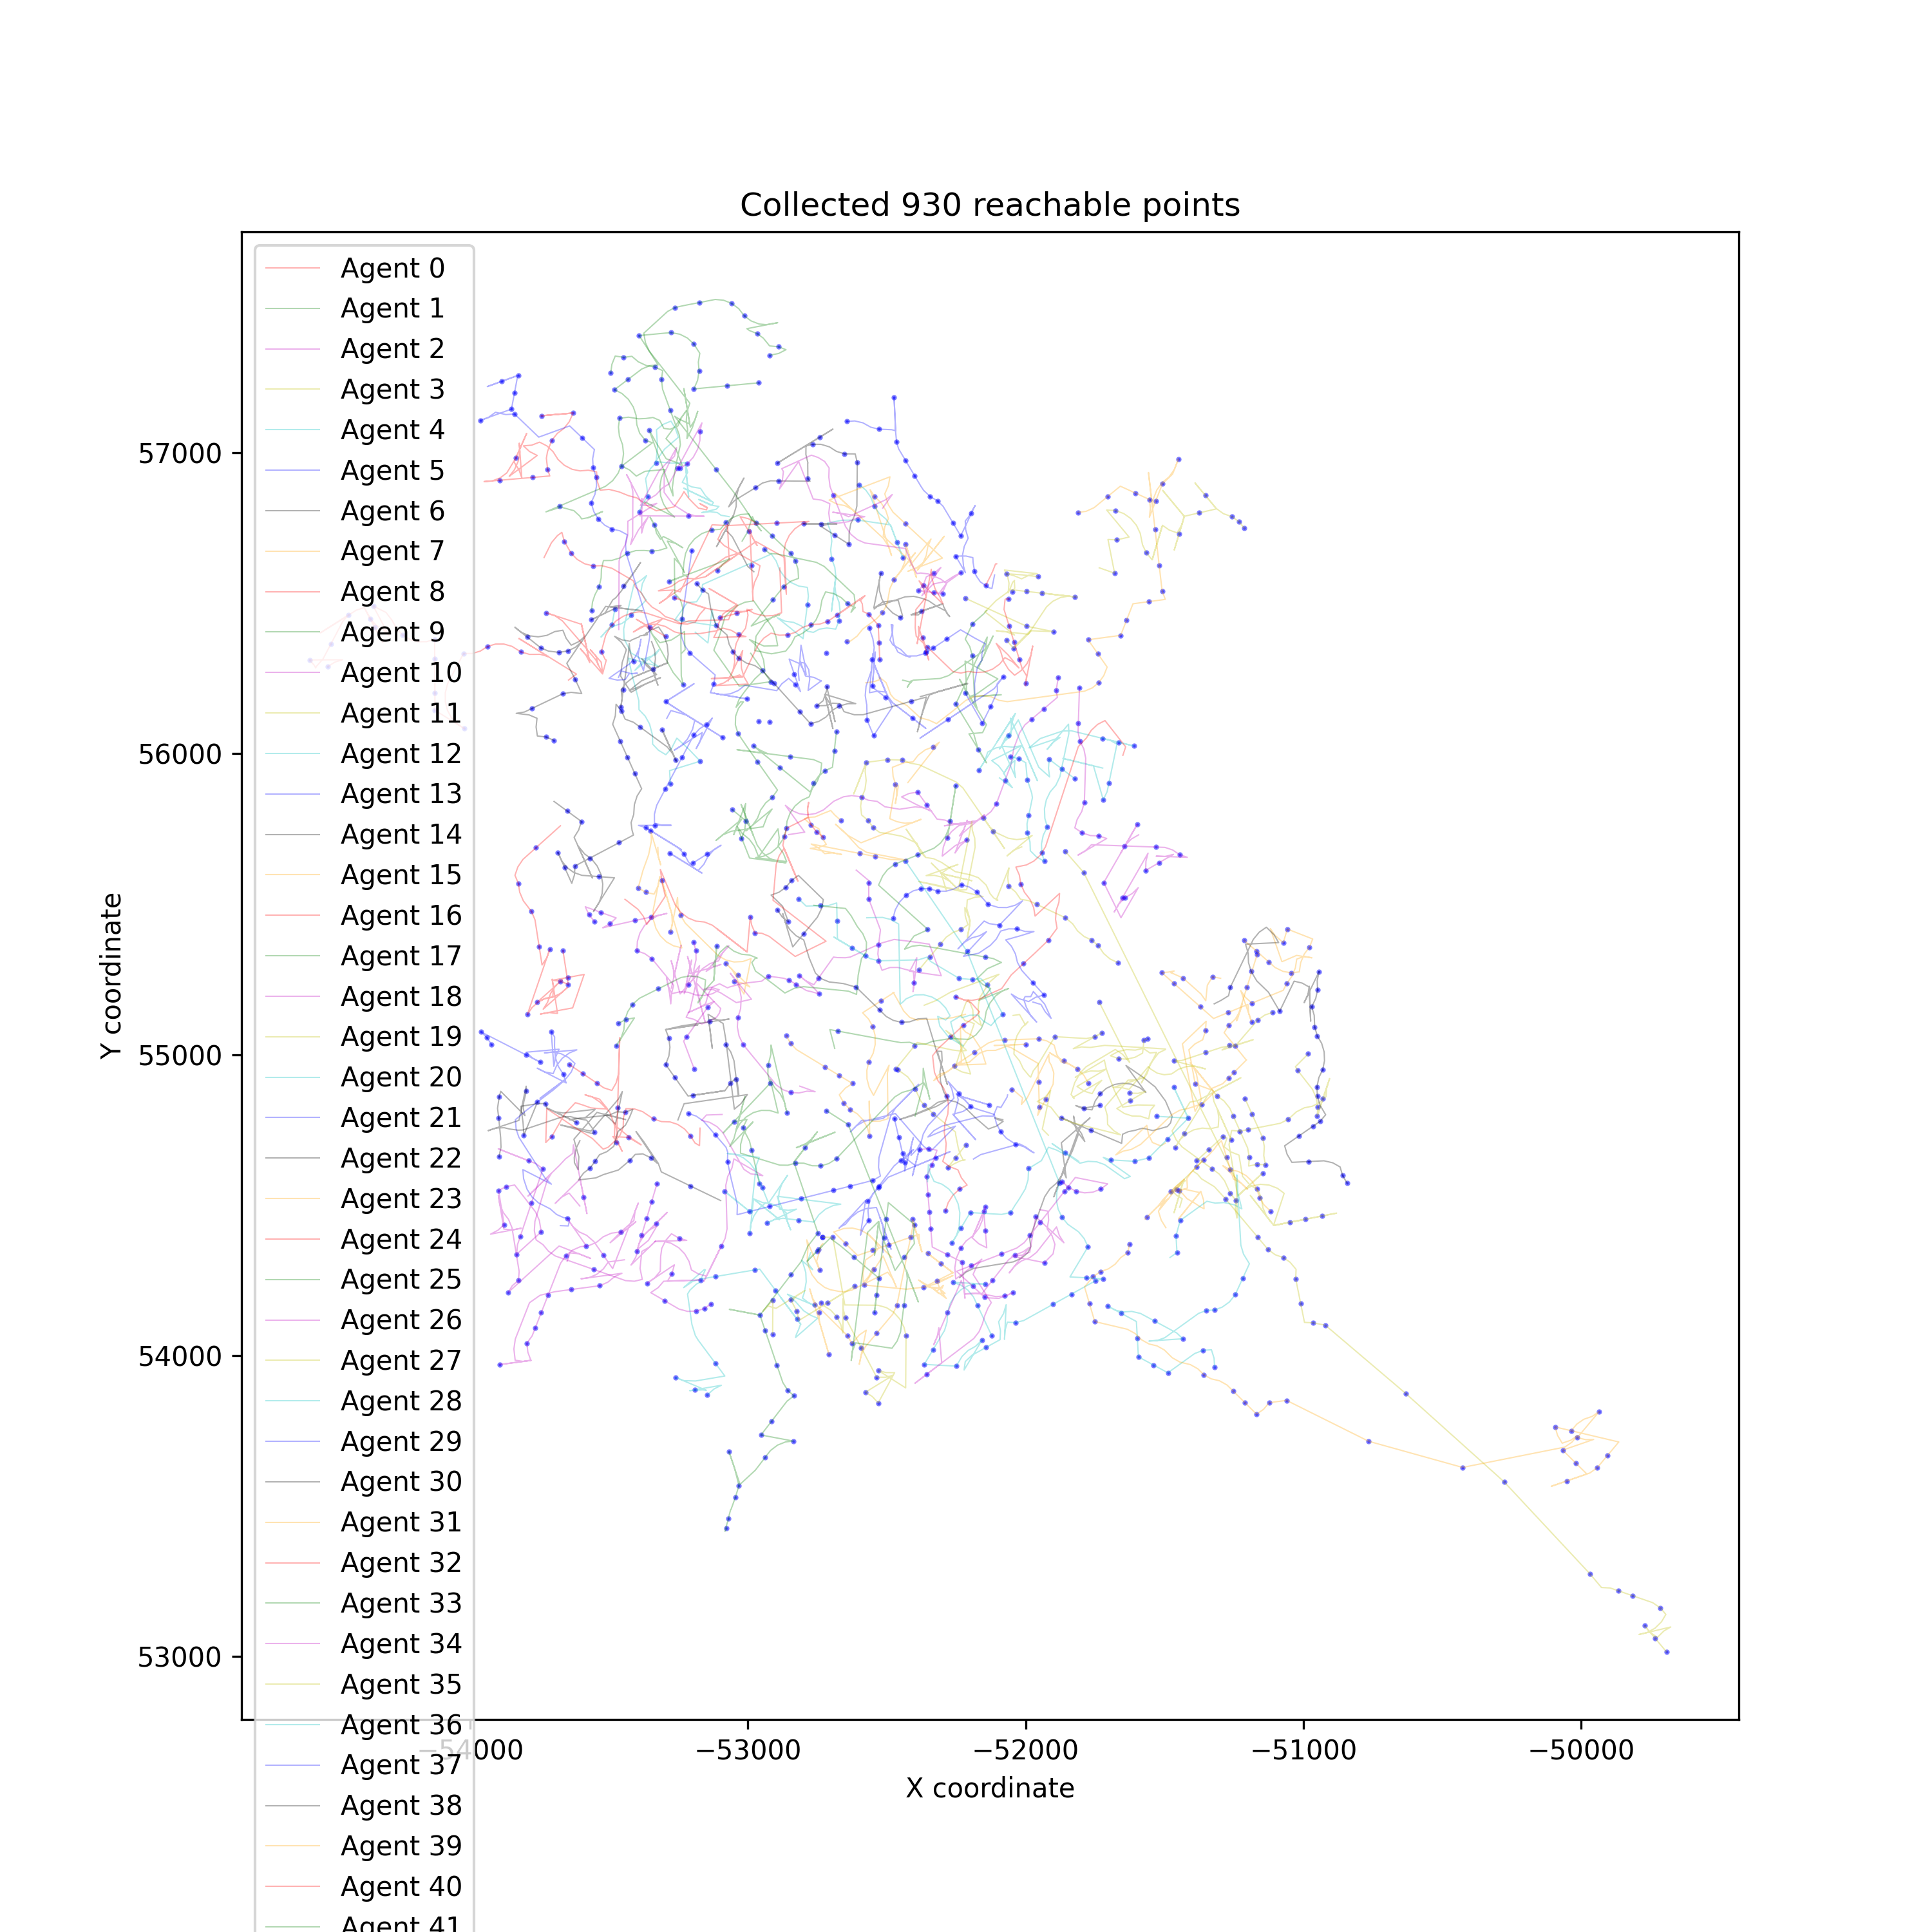 Collected 930 reachable points
Agent 0
Agent 1
Agent 2
Agent 3
Agent 4
Agent 5
Agent 6
Agent 7
Agent 8
Agent 9
Agent 10
Agent 11
Agent 12
Agent 13
Agent 14
Agent 15
Agent 16
Agent 17
Agent 18
Agent 19
Agent 20
Agent 21
Agent 22
Agent 23
Agent 24
Agent 25
Agent 26
Agent 27
Agent 28
Agent 29
Agent 30
Agent 31
Agent 32
Agent 33
Agent 34
Agent 35
Agent 36
Agent 37
Agent 38
Agent 39
Agent 40
Agent 41
57000
56000
55000
54000
53000
Y coordinate
−54000
−53000
−52000
−51000
−50000
X coordinate